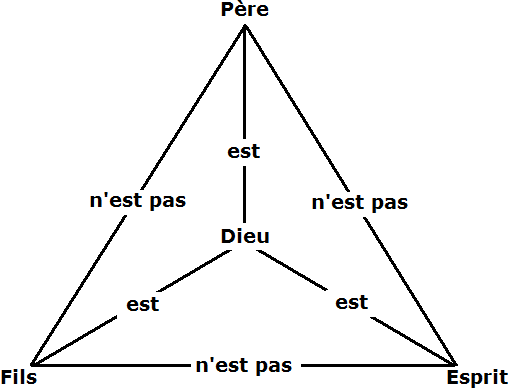 Père
est
n'est pas
n'est pas
Dieu
est
est
n'est pas
Fils
Esprit